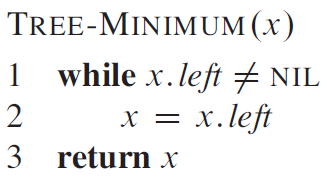 TREE-MINIMUM(x)
1 while x.left ≠ NIL
2 x = x.left
3 return x